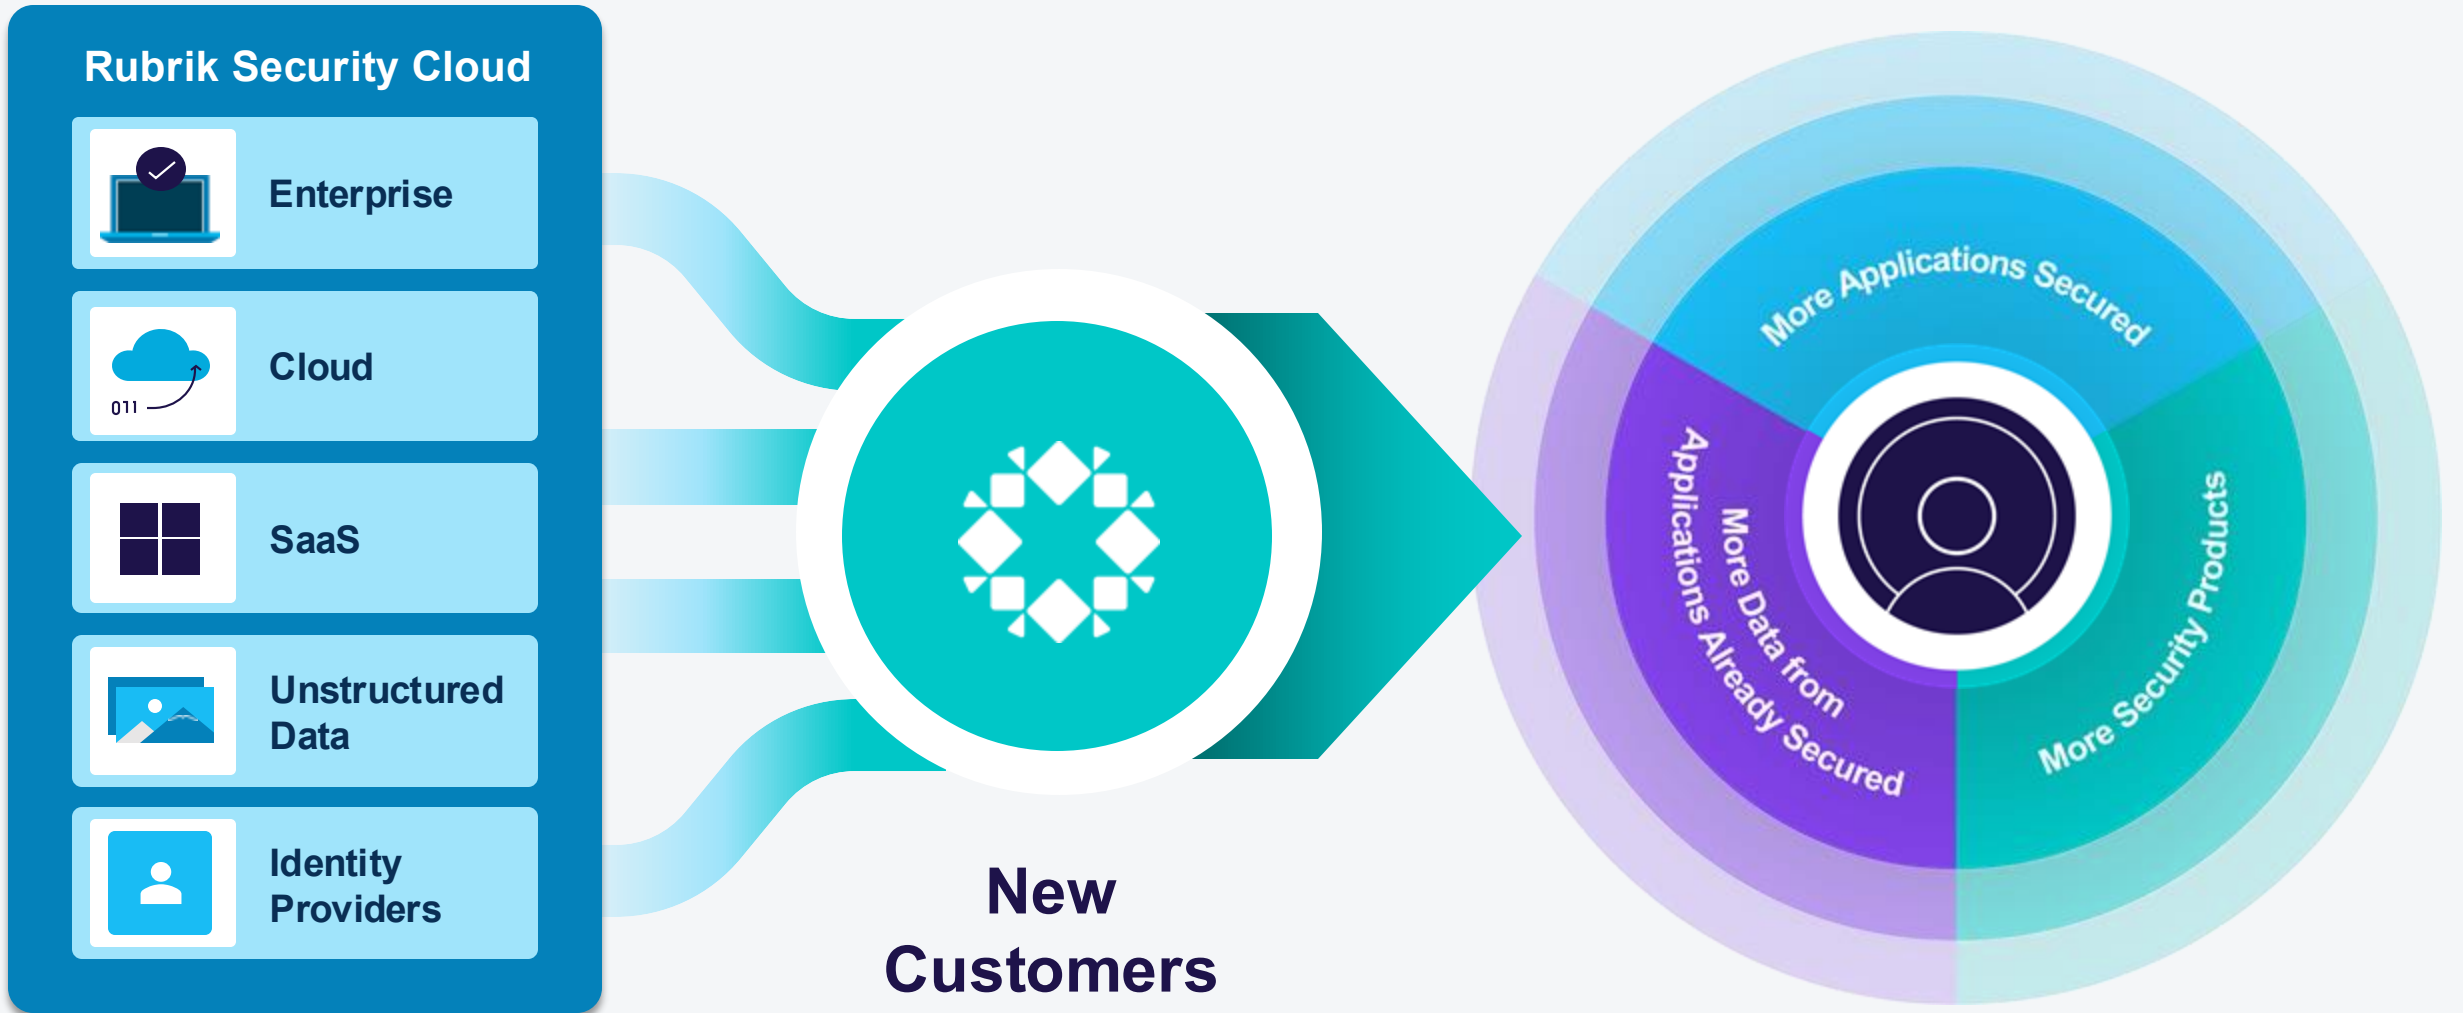 Rubrik Security Cloud
Enterprise
Cloud
011
SaaS
Unstructured
Data
Identity
Providers
New
Customers
More Applications Secured
More Data from
Applications Already Secured
More Security Products